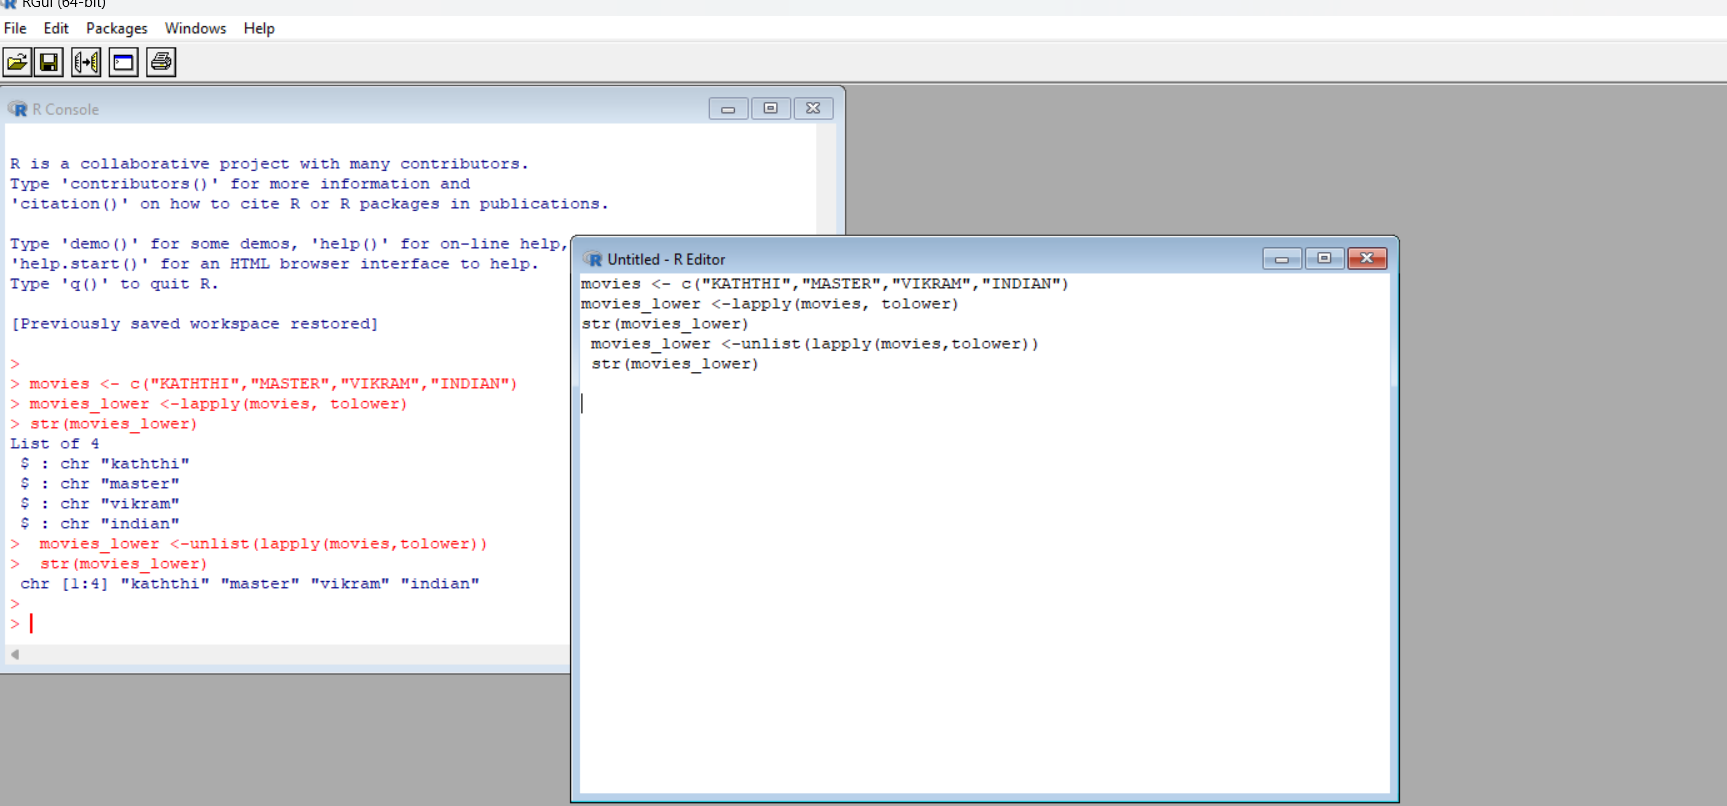 RGui (64-bit)
File Edit Packages Windows Help
R Console
R is a collaborative project with many contributors.
Type 'contributors()' for more information and
'citation()' on how to cite R or R packages in publications.
Type 'demo()' for some demos, 'help()' for on-line help,
'help.start()' for an HTML browser interface to help.
Type 'q()' to quit R.
[Previously saved workspace restored]
>
> movies <- c("KATHTHI","MASTER","VIKRAM","INDIAN")
> movies_lower <-lapply(movies, tolower)
> str(movies_lower)
List of 4
 $ : chr "kaththi"
 $ : chr "master"
 $ : chr "vikram"
 $ : chr "indian"
>  movies_lower <-unlist(lapply(movies,tolower))
>  str(movies_lower)
 chr [1:4] "kaththi" "master" "vikram" "indian"
>
>
Untitled - R Editor
movies <- c("KATHTHI","MASTER","VIKRAM","INDIAN")
movies_lower <-lapply(movies, tolower)
str(movies_lower)
 movies_lower <-unlist(lapply(movies,tolower))
 str(movies_lower)